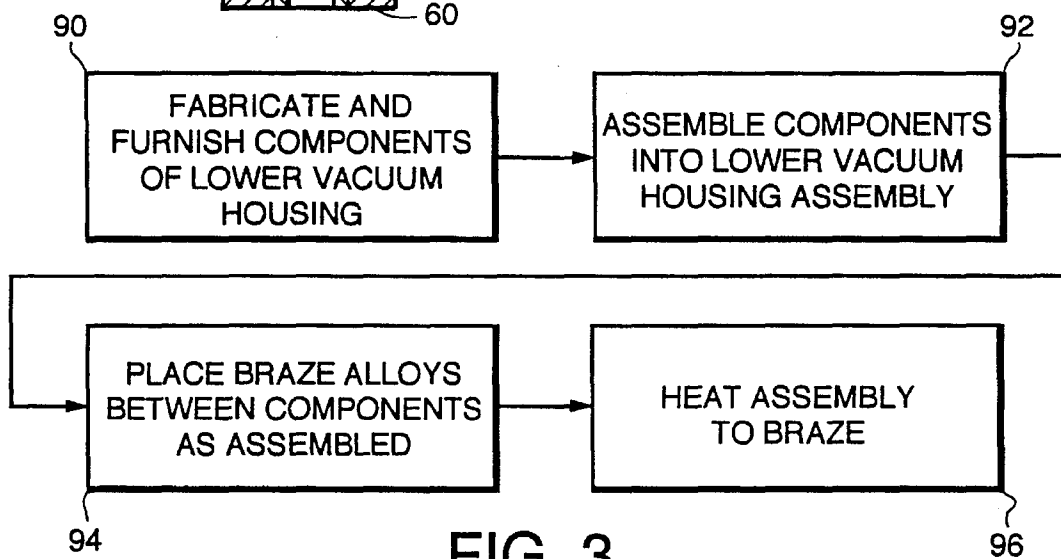 60
90
92
FABRICATE AND
FURNISH COMPONENTS
OF LOWER VACUUM
HOUSING
ASSEMBLE COMPONENTS
INTO LOWER VACUUM
HOUSING ASSEMBLY
PLACE BRAZE ALLOYS
BETWEEN COMPONENTS
AS ASSEMBLED
HEAT ASSEMBLY
TO BRAZE
94
96
FIG. 3